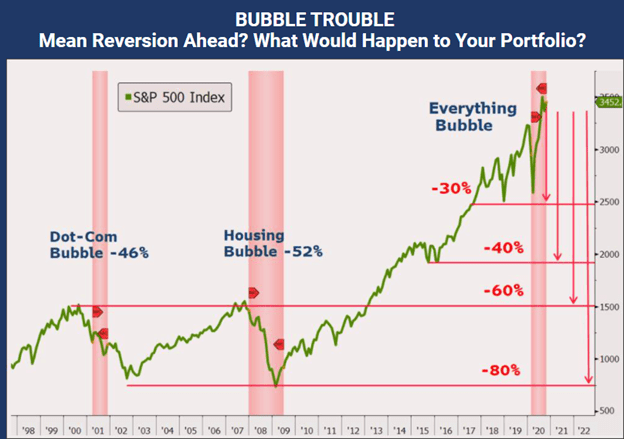 BUBBLE TROUBLE
Mean Reversion Ahead? What Would Happen to Your Portfolio?
S&P 500 Index
Everything
Bubble
3500
3452.
3000
-30%
2500
Dot-Com
Bubble -46%
Housing
Bubble -52%
-40%
2000
-60%
1500
-80%
1000
500
'98 '99 '00 '01 '02 '03 '04 '05 '06 '07 '08 '09 '10 '11 '12 '13 '14 '15 '16 '17 '18 '19 '20 '21 '22